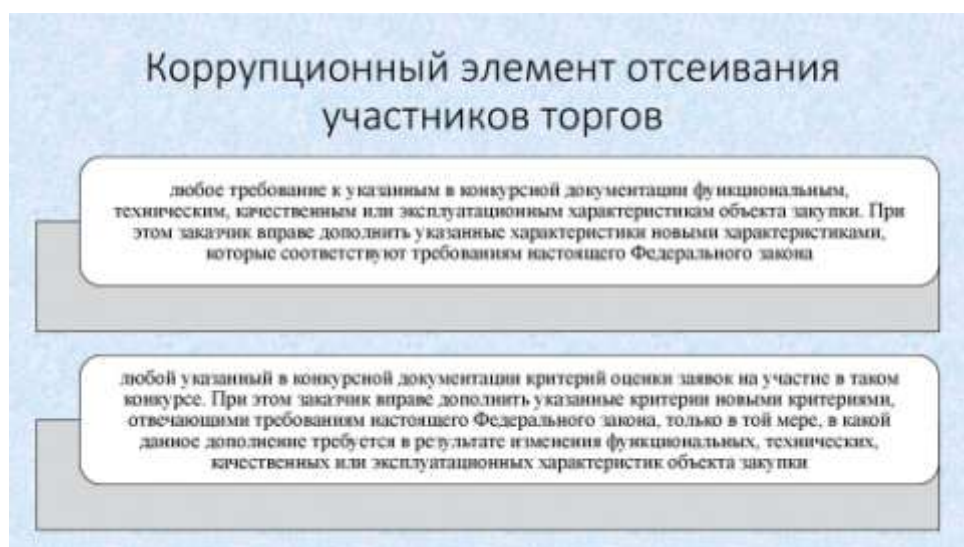 Коррупционный элемент отсеивания
участников торгов
любое требование к указанным в конкурсной документации функциональным,
техническим, качественным или эксплуатационным характеристикам объекта закупки. При
этом заказчик вправе дополнить указанные характеристики новыми характеристиками,
которые соответствуют требованиям настоящего Федерального закона
любой указанный в конкурсной документации критерий оценки заявок на участие в таком
конкурсе. При этом заказчик вправе дополнить указанные критерии новыми критериями,
отвечающими требованиям настоящего Федерального закона, только в той мере, в какой
данное дополнение требуется в результате изменения функциональных, технических,
качественных или эксплуатационных характеристик объекта закупки